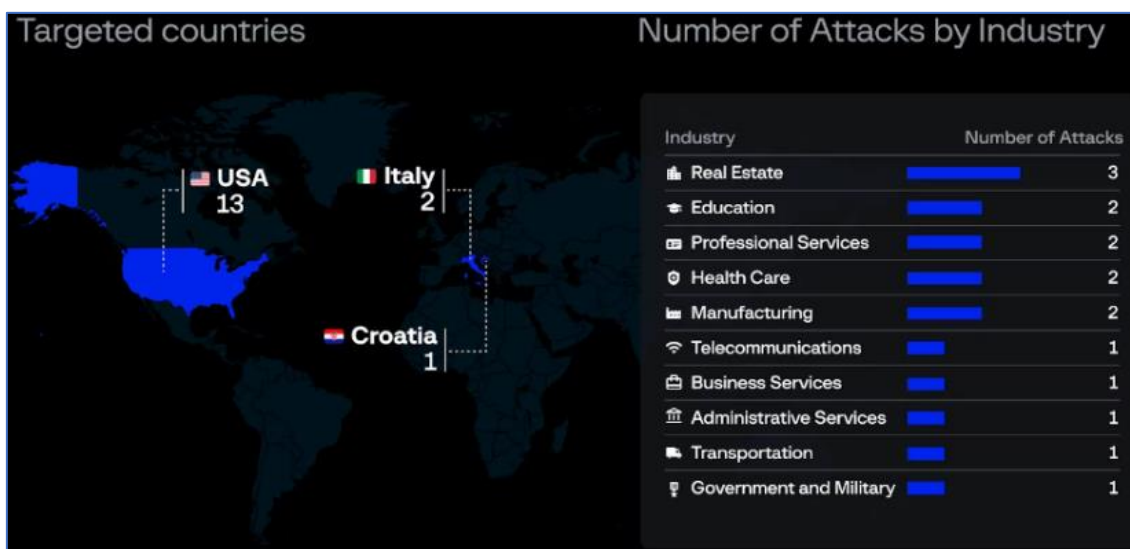 Targeted countries
USA
13
Italy
2
Croatia
1
Number of Attacks by Industry
Industry Number of Attacks
Real Estate 3
Education 2
Professional Services 2
Health Care 2
Manufacturing 2
Telecommunications 1
Business Services 1
Administrative Services 1
Transportation 1
Government and Military 1